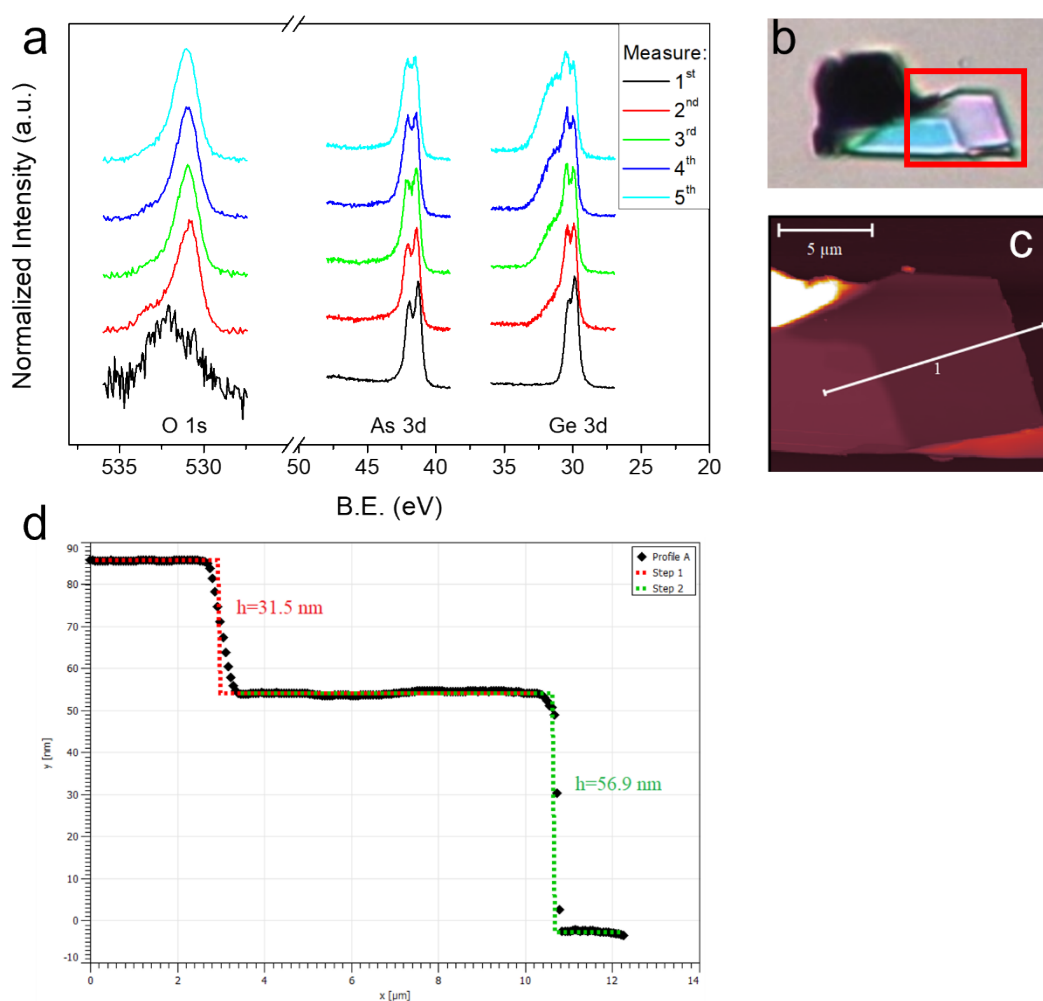 a
Normalized Intensity (a.u.)
Measure:
1st
2nd
3rd
4th
5th
O 1s
As 3d
Ge 3d
535
530
50
45
40
35
30
25
20
B.E. (eV)
b
c
5 µm
1
d
90
80
70
60
50
40
30
20
10
0
-10
y [nm]
h=31.5 nm
h=56.9 nm
Profile A
Step 1
Step 2
0
2
4
6
8
10
12
14
x [µm]